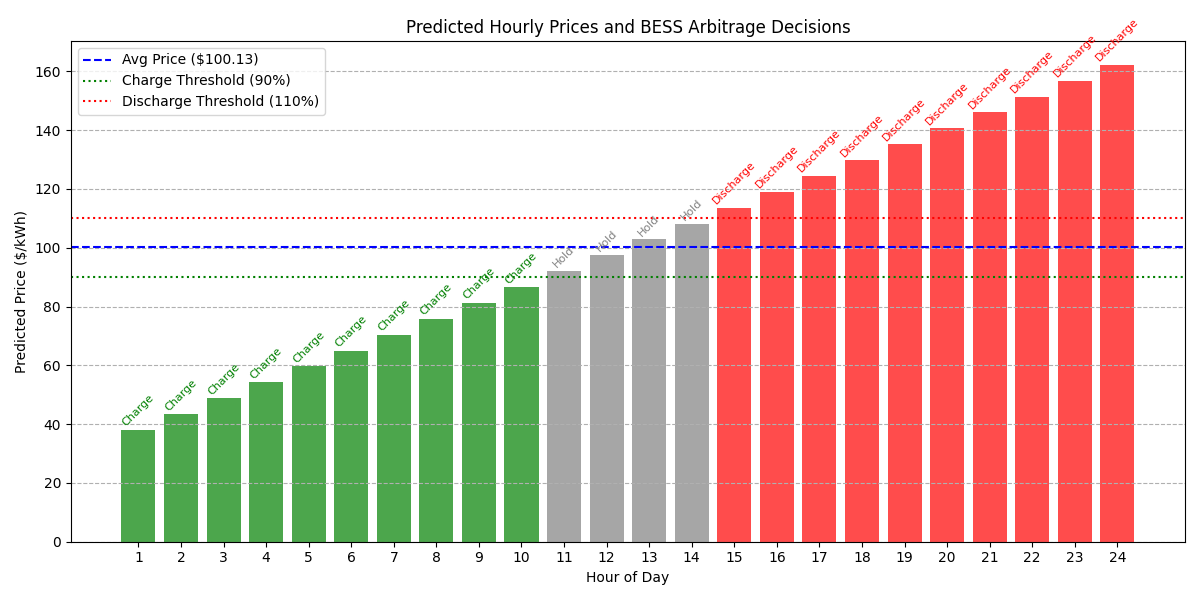 Predicted Hourly Prices and BESS Arbitrage Decisions
Avg Price ($100.13)
Charge Threshold (90%)
Discharge Threshold (110%)
Predicted Price ($/kWh)
160
140
120
100
80
60
40
20
0
Charge
Charge
Charge
Charge
Charge
Charge
Charge
Charge
Charge
Charge
Hold
Hold
Hold
Hold
Discharge
Discharge
Discharge
Discharge
Discharge
Discharge
Discharge
Discharge
Discharge
Discharge
1 2 3 4 5 6 7 8 9 10 11 12 13 14 15 16 17 18 19 20 21 22 23 24
Hour of Day